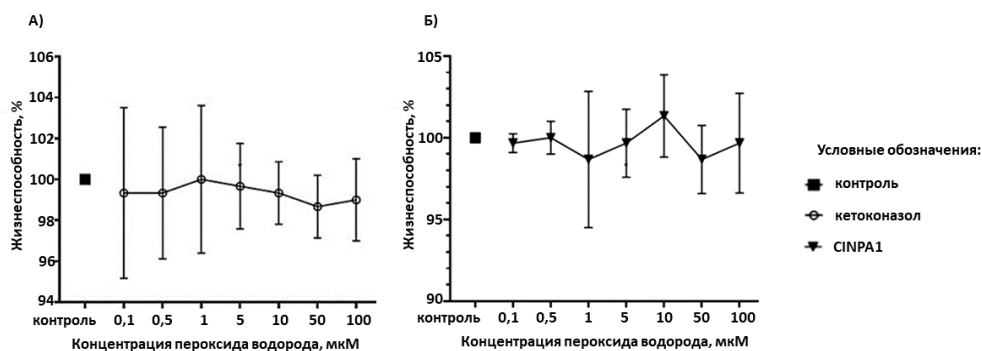 А)
Жизнеспособность, %
106
104
102
100
98
96
94
контроль 0,1 0,5 1 5 10 50 100
Концентрация пероксида водорода, мкМ
Б)
Жизнеспособность, %
105
100
95
90
контроль 0,1 0,5 1 5 10 50 100
Концентрация пероксида водорода, мкМ
Условные обозначения:
контроль
кетоконазол
CINPA1